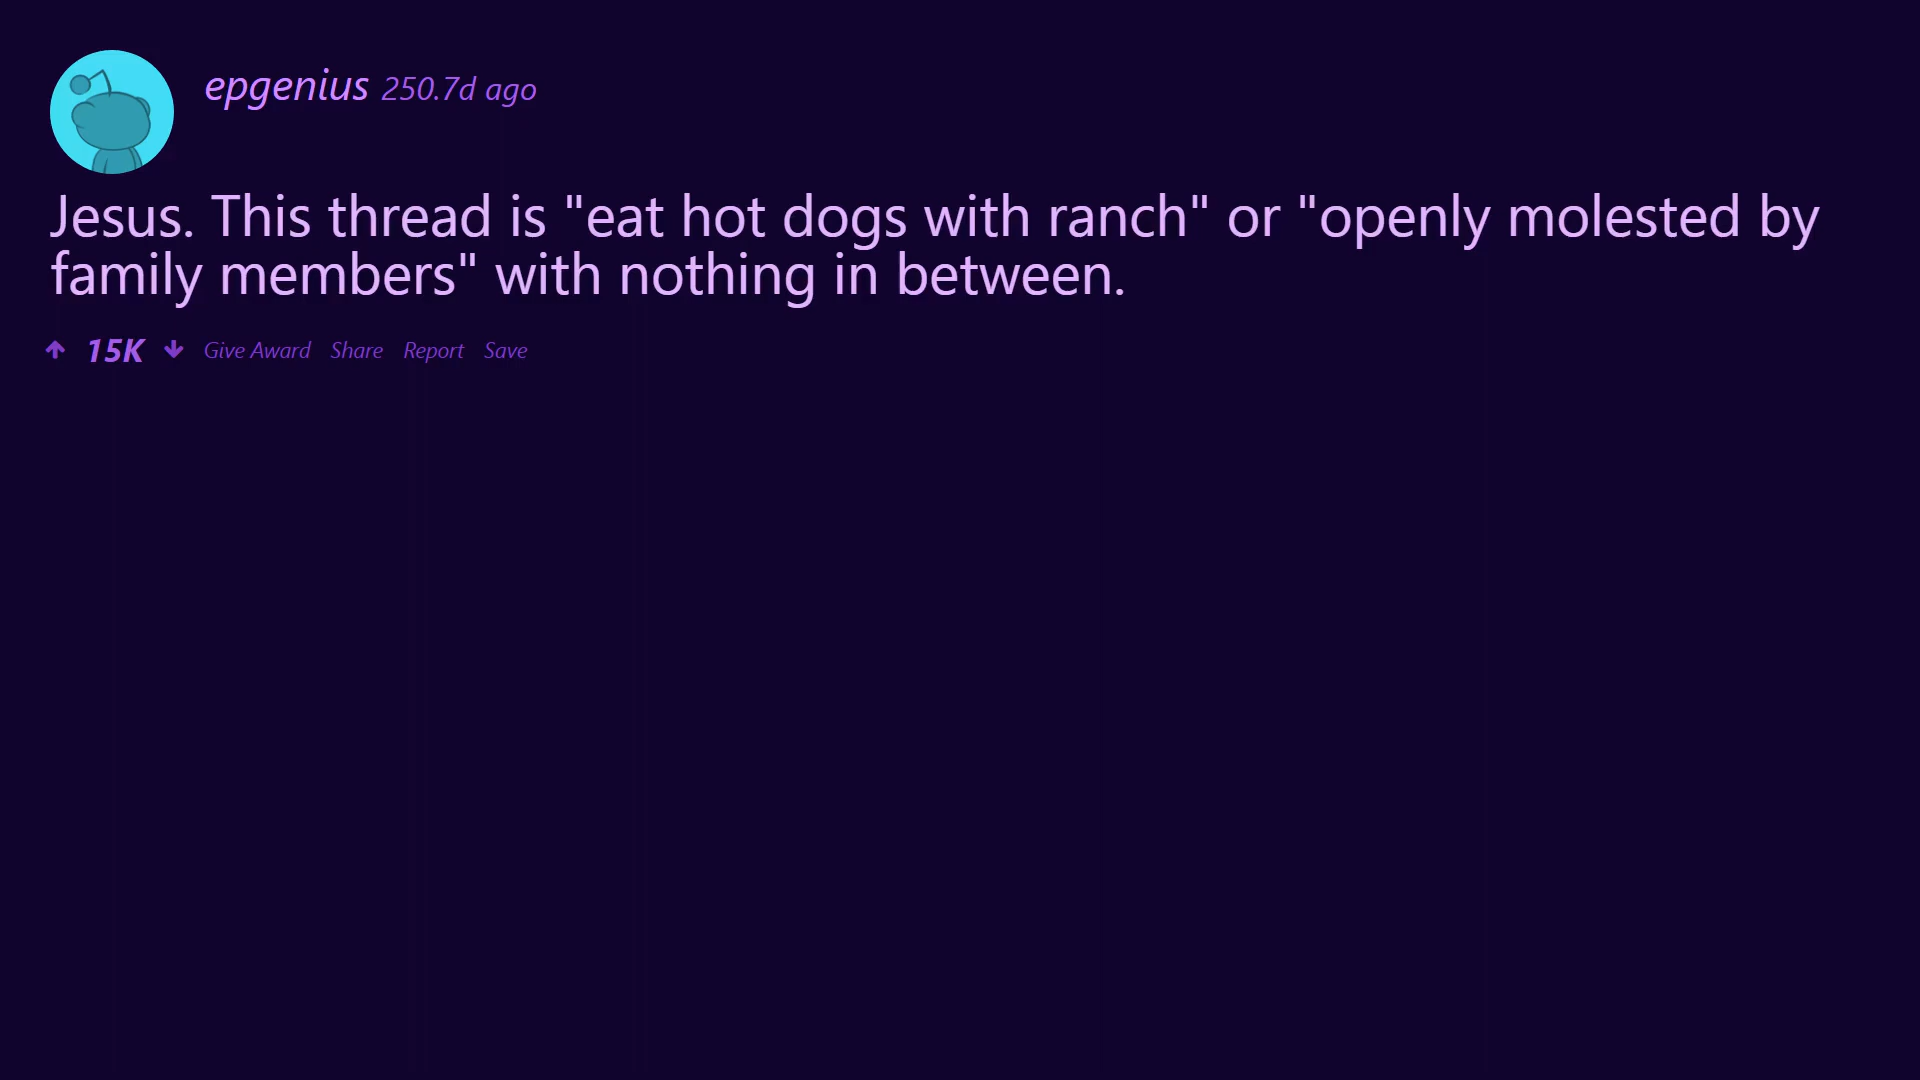 epgenius 250.7d ago
Jesus. This thread is "eat hot dogs with ranch" or "openly molested by
family members" with nothing in between.
15K Give Award Share Report Save